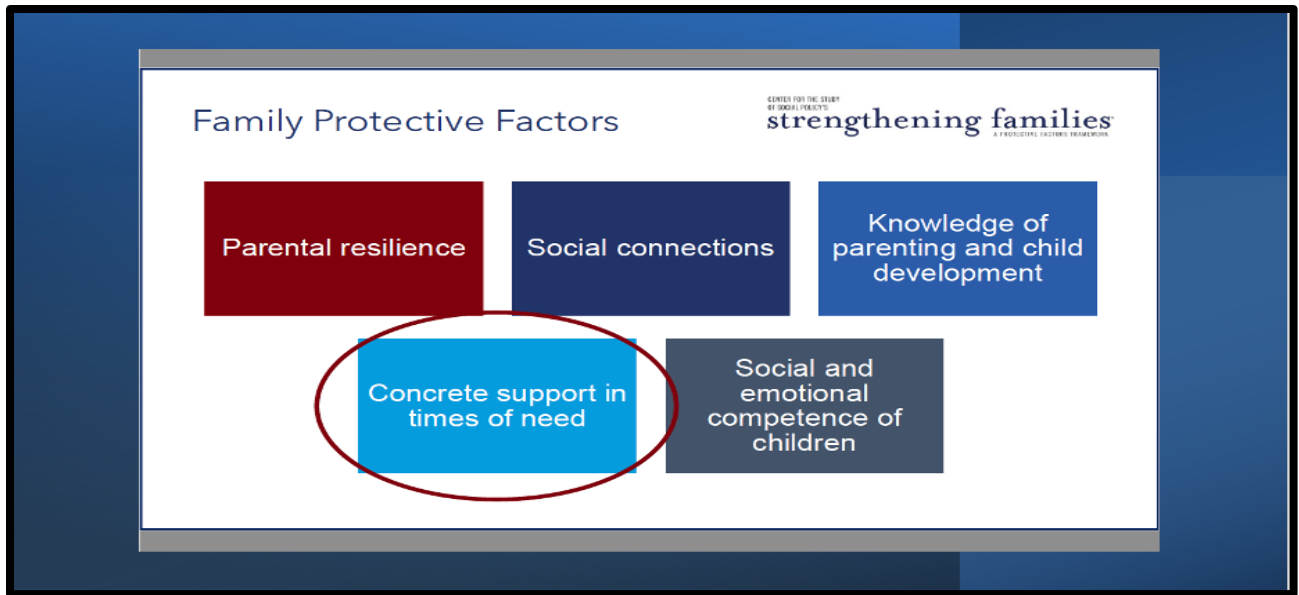 Family Protective Factors
CENTER FOR THE STUDY
OF SOCIAL POLICY'S
strengthening families
A PROTECTIVE FACTORS FRAMEWORK
Parental resilience
Social connections
Knowledge of
parenting and child
development
Concrete support in
times of need
Social and
emotional
competence of
children